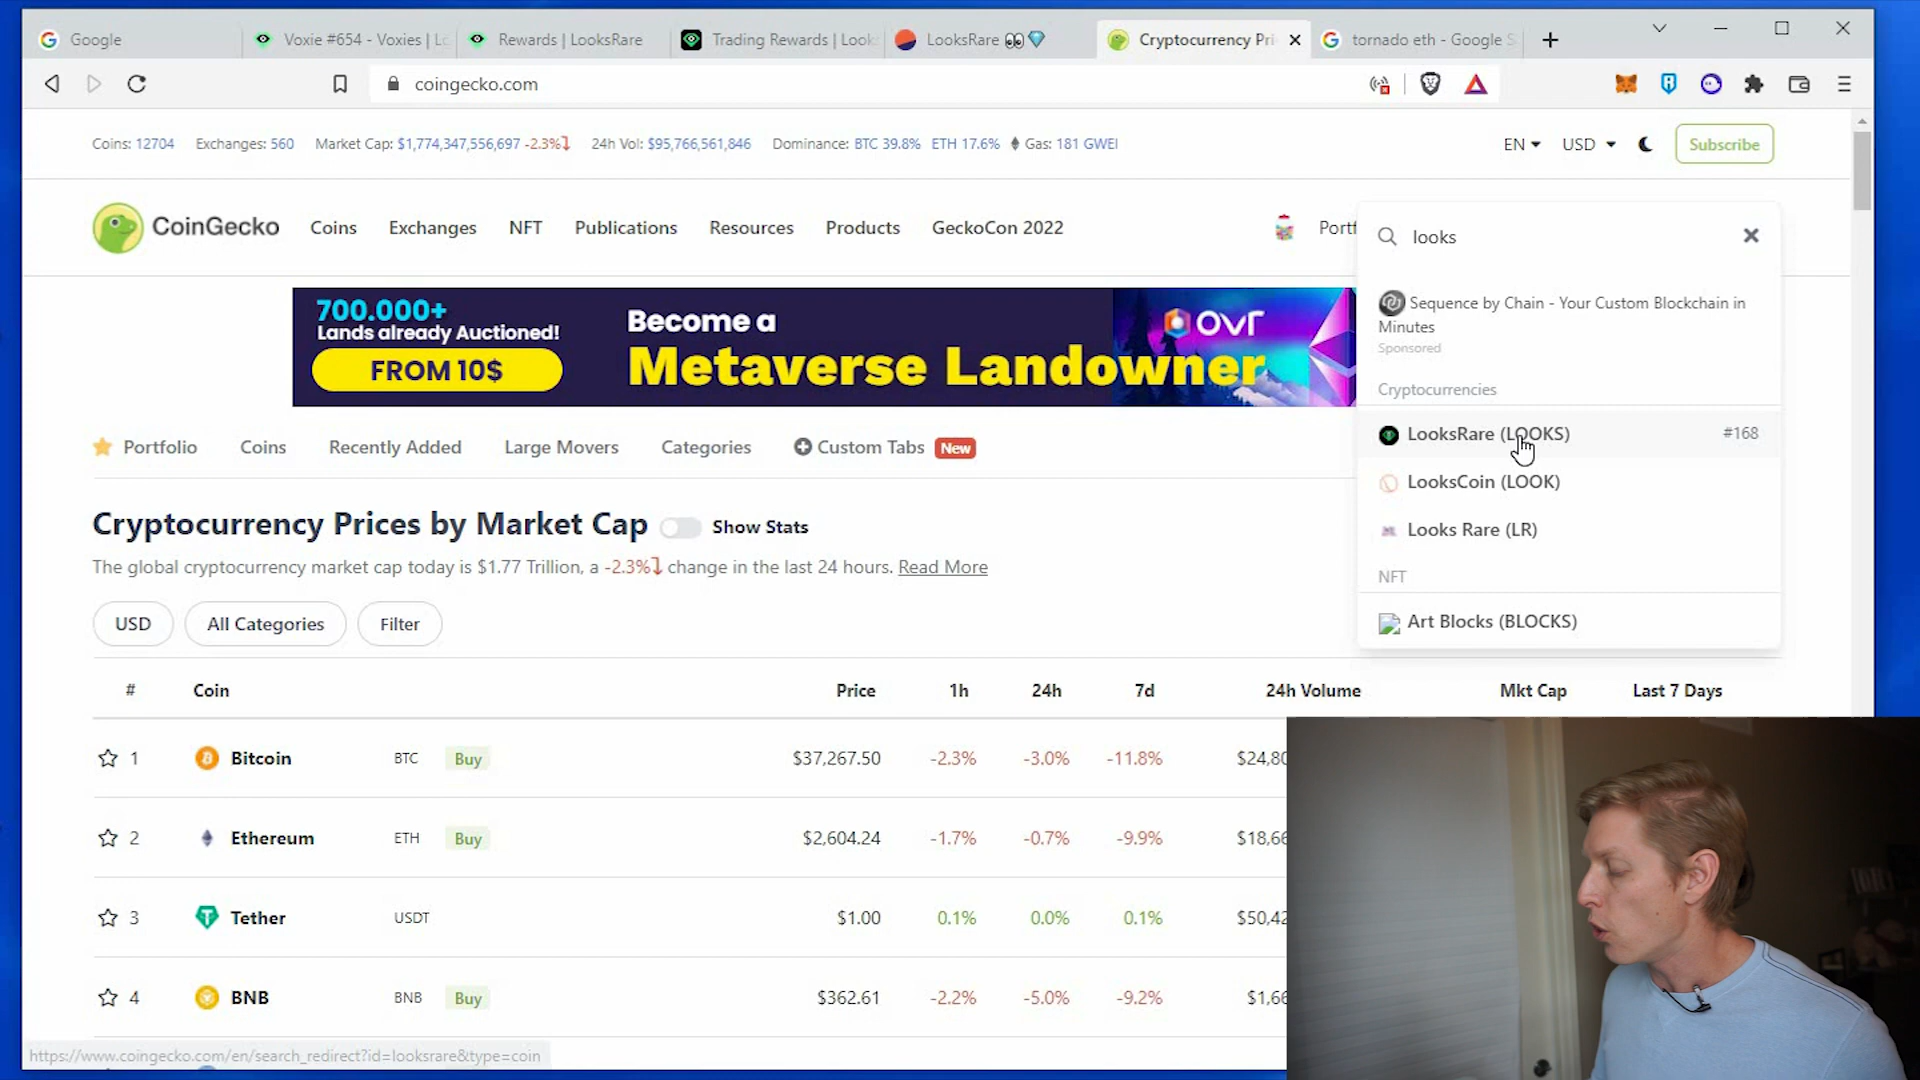 Google
Voxie #654 - Voxies | Lo
Rewards | LooksRare
Trading Rewards | Look
LooksRare 👀💎
Cryptocurrency Pri
tornado eth - Google S
coingecko.com
Coins: 12704 Exchanges: 560 Market Cap: $1,774,347,556,697 -2.3% 24h Vol: $95,766,561,846 Dominance: BTC 39.8% ETH 17.6% Gas: 181 GWEI
EN USD Subscribe
CoinGecko Coins Exchanges NFT Publications Resources Products GeckoCon 2022 Portf
looks
Sequence by Chain - Your Custom Blockchain in
Minutes
Sponsored
Cryptocurrencies
LooksRare (LOOKS) #168
LooksCoin (LOOK)
Looks Rare (LR)
NFT
Art Blocks (BLOCKS)
700.000+
Lands already Auctioned!
FROM 10$
Become a
Metaverse Landowner
OVr
Portfolio Coins Recently Added Large Movers Categories Custom Tabs New
Cryptocurrency Prices by Market Cap Show Stats
The global cryptocurrency market cap today is $1.77 Trillion, a -2.3% change in the last 24 hours. Read More
USD All Categories Filter
# Coin Price 1h 24h 7d 24h Volume Mkt Cap Last 7 Days
1 Bitcoin BTC Buy $37,267.50 -2.3% -3.0% -11.8% $24,80
2 Ethereum ETH Buy $2,604.24 -1.7% -0.7% -9.9% $18,66
3 Tether USDT $1.00 0.1% 0.0% 0.1% $50,42
4 BNB BNB Buy $362.61 -2.2% -5.0% -9.2% $1,66
https://www.coingecko.com/en/search_redirect?id=looksrare&type=coin